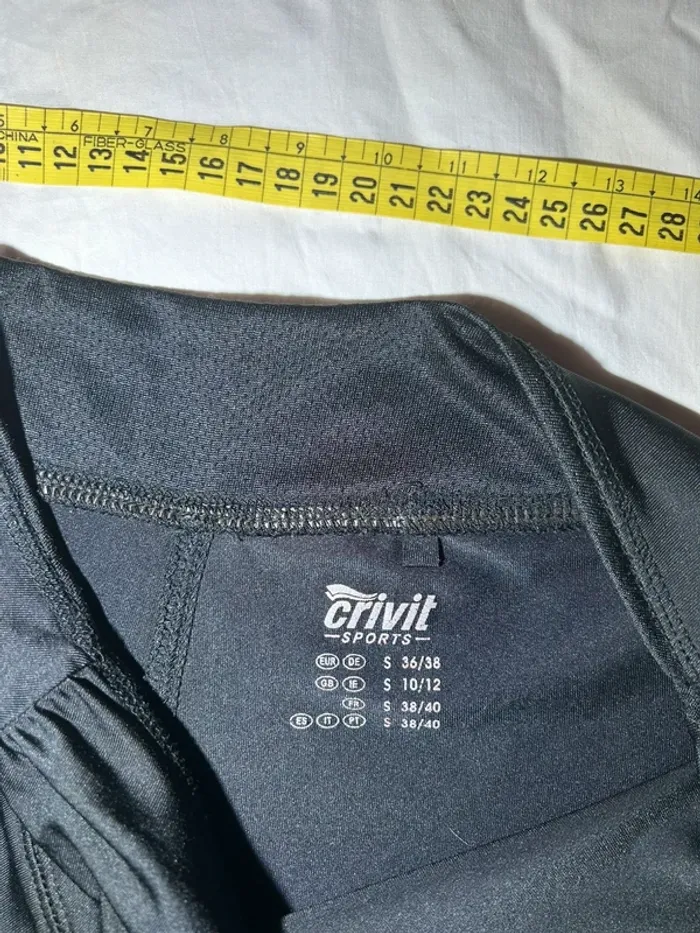 5 6 7 8 9 10 11 12 13 14
CHINA FIBER-GLASS
11 12 13 14 15 16 17 18 19 20 21 22 23 24 25 26 27 28
crivit
SPORTS
EUR DE S 36/38
GB IE S 10/12
FR S 38/40
ES IT PT S 38/40